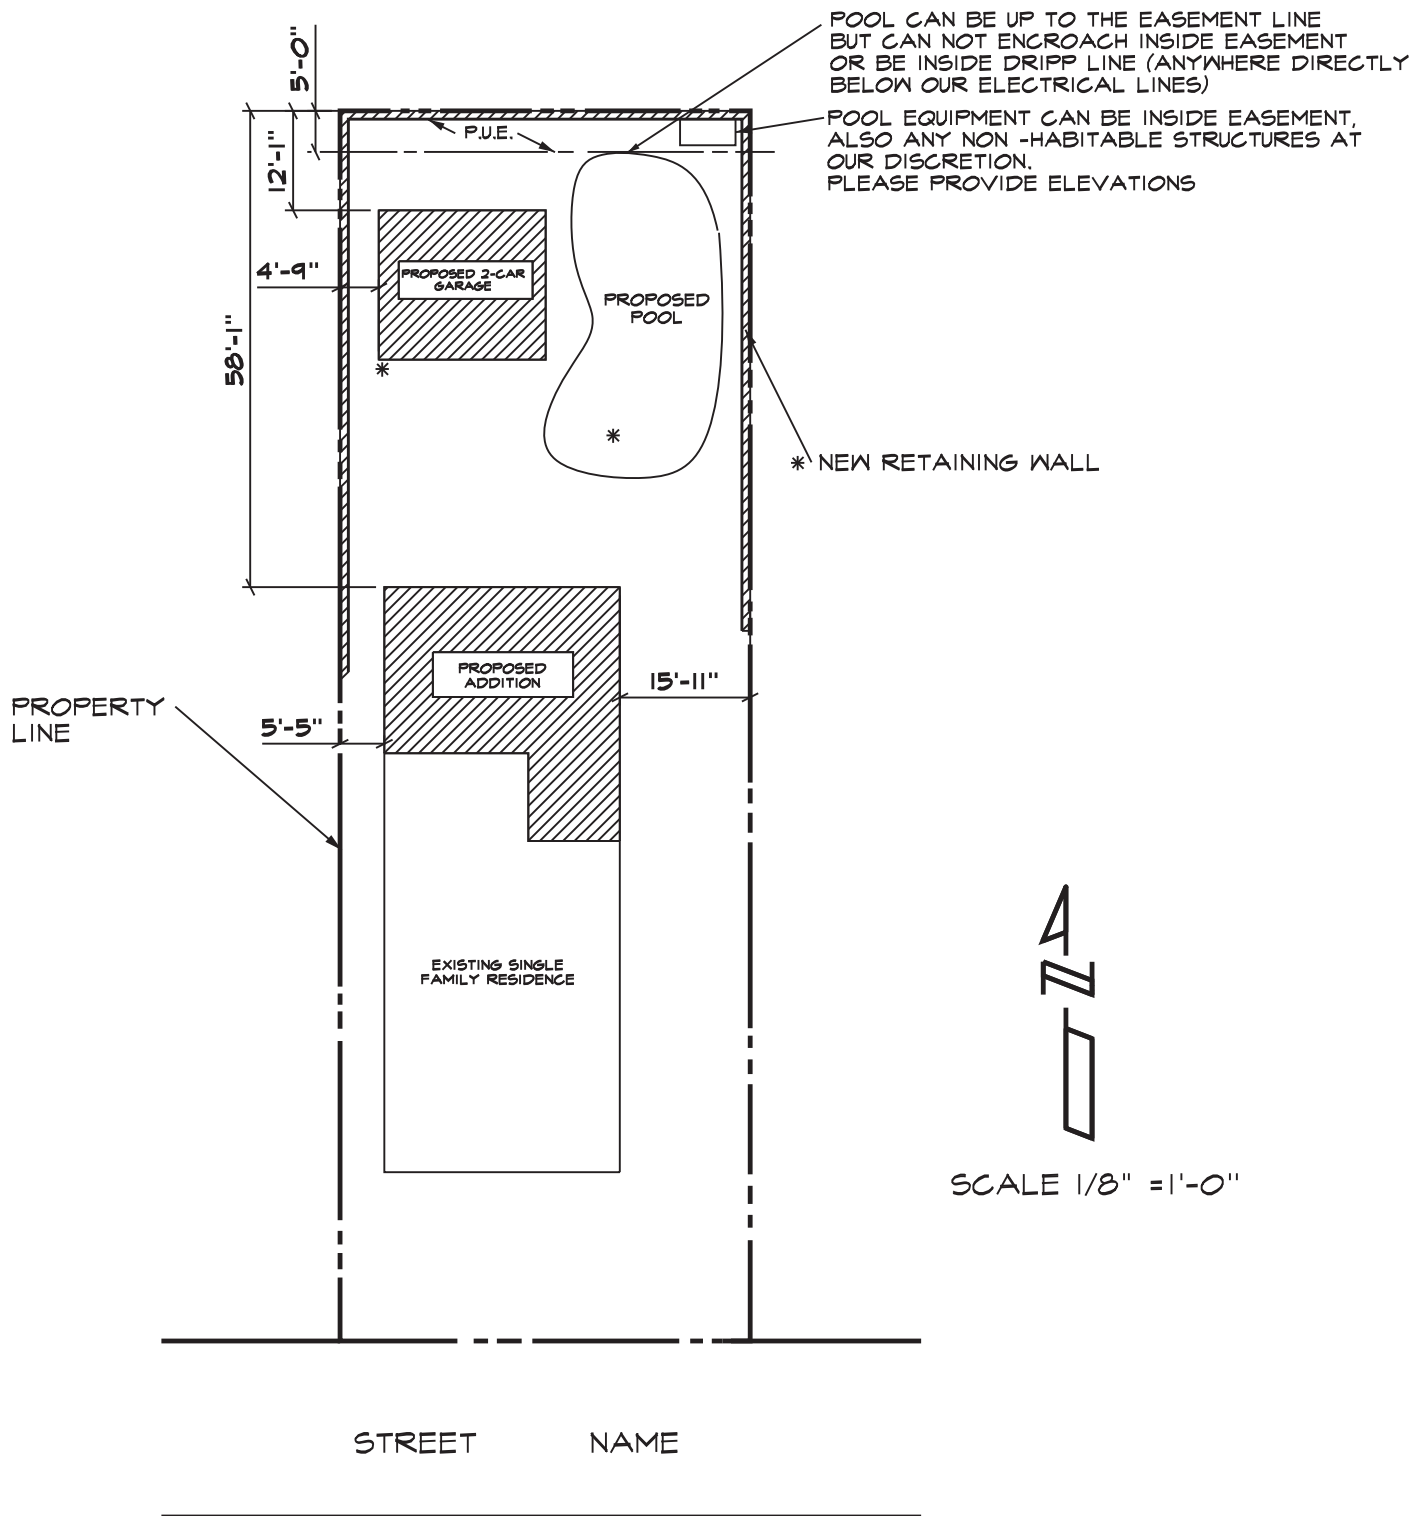 POOL CAN BE UP TO THE EASEMENT LINE
BUT CAN NOT ENCROACH INSIDE EASEMENT
OR BE INSIDE DRIPP LINE (ANYWHERE DIRECTLY
BELOW OUR ELECTRICAL LINES)
POOL EQUIPMENT CAN BE INSIDE EASEMENT,
ALSO ANY NON -HABITABLE STRUCTURES AT
OUR DISCRETION.
PLEASE PROVIDE ELEVATIONS
5'-0"
P.U.E.
12'-1"
4'-9"
PROPOSED 2-CAR
GARAGE
PROPOSED
POOL
58'-1"
* NEW RETAINING WALL
PROPOSED
ADDITION
15'-11"
PROPERTY
LINE
5'-5"
EXISTING SINGLE
FAMILY RESIDENCE
N
SCALE 1/8" =1'-0"
STREET NAME